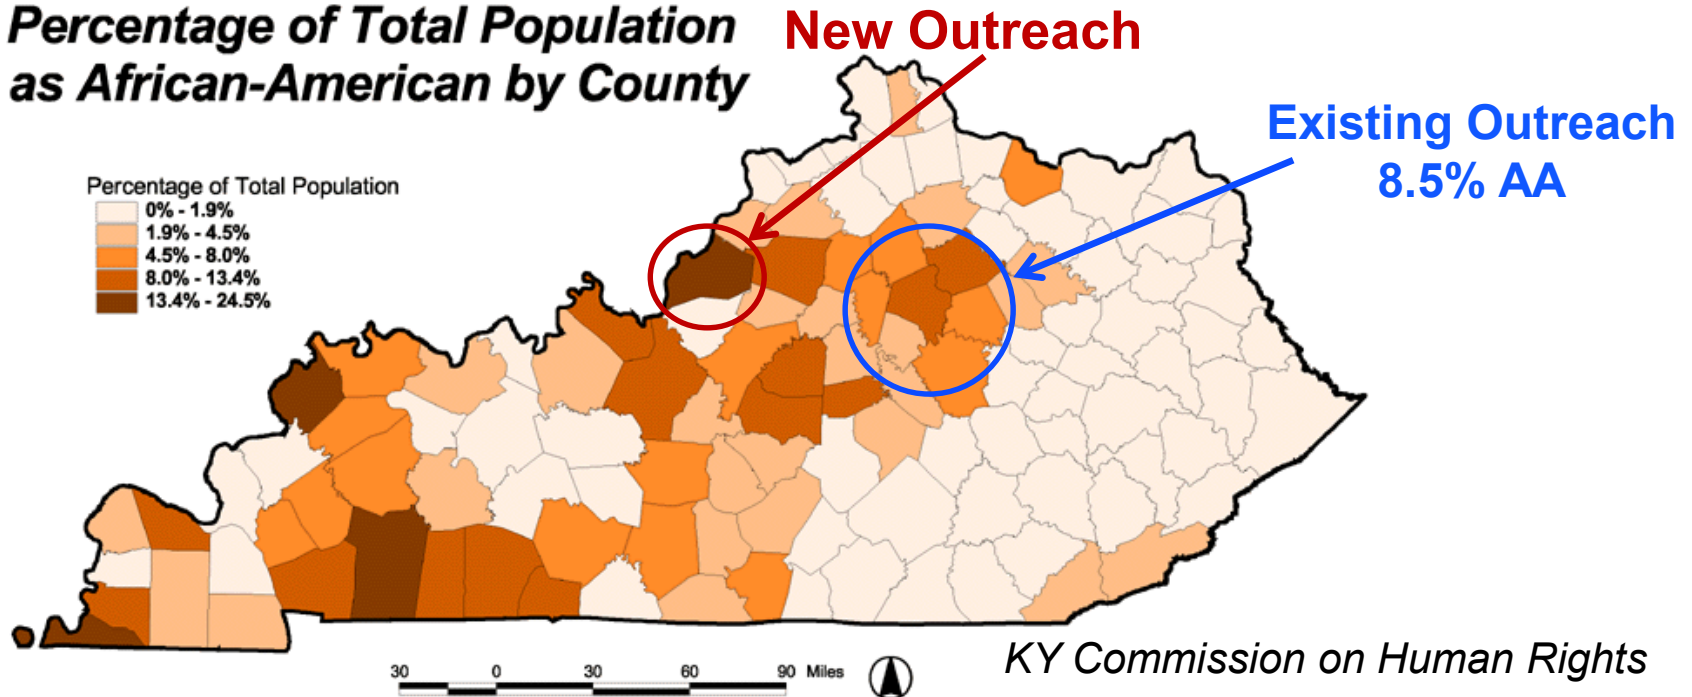 Percentage of Total Population
as African-American by County
New Outreach
Existing Outreach
8.5% AA
Percentage of Total Population
0% - 1.9%
1.9% - 4.5%
4.5% - 8.0%
8.0% - 13.4%
13.4% - 24.5%
30 0 30 60 90 Miles
KY Commission on Human Rights